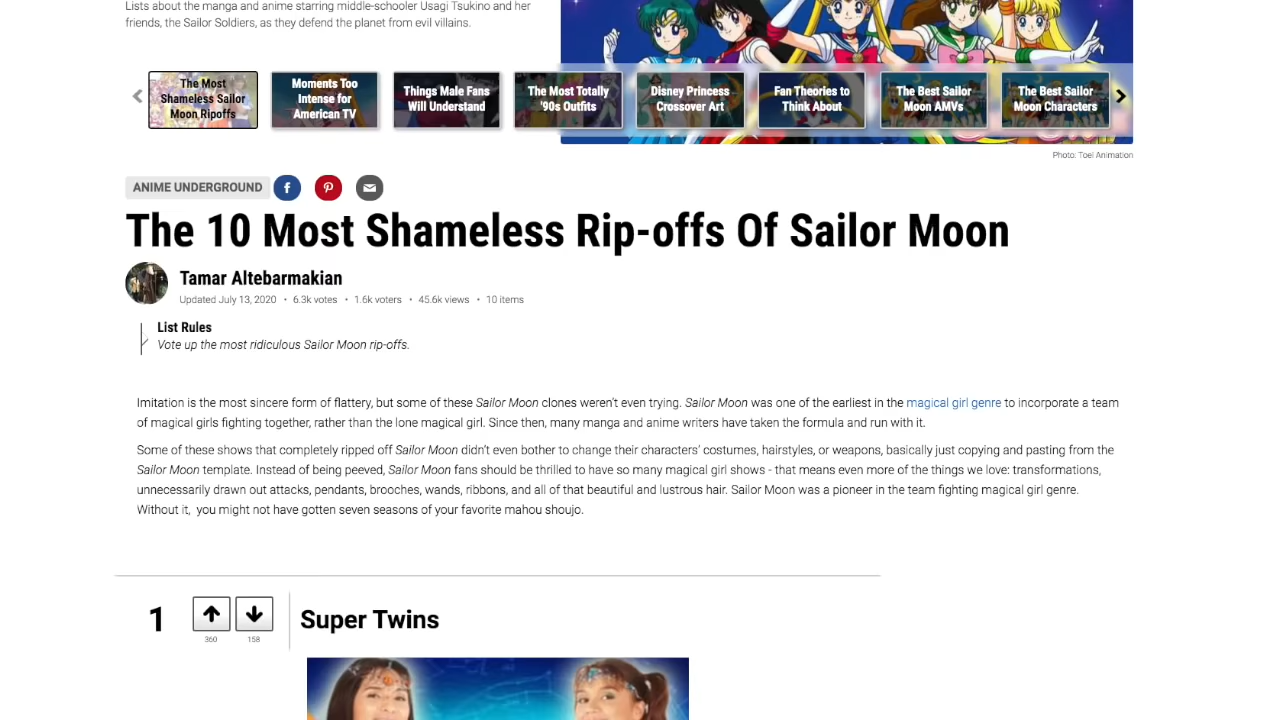 Lists about the manga and anime starring middle-schooler Usagi Tsukino and her
friends, the Sailor Soldiers, as they defend the planet from evil villains.
The Most
Shameless Sailor
Moon Ripoffs
Moments Too
Intense for
American TV
Things Male Fans
Will Understand
The Most Totally
'90s Outfits
Disney Princess
Crossover Art
Fan Theories to
Think About
The Best Sailor
Moon AMVs
The Best Sailor
Moon Characters
Photo: Toei Animation
ANIME UNDERGROUND
The 10 Most Shameless Rip-offs Of Sailor Moon
Tamar Altebarmakian
Updated July 13, 2020 • 6.3k votes • 1.6k voters • 45.6k views • 10 items
List Rules
Vote up the most ridiculous Sailor Moon rip-offs.
Imitation is the most sincere form of flattery, but some of these Sailor Moon clones weren't even trying. Sailor Moon was one of the earliest in the magical girl genre to incorporate a team
of magical girls fighting together, rather than the lone magical girl. Since then, many manga and anime writers have taken the formula and run with it.
Some of these shows that completely ripped off Sailor Moon didn't even bother to change their characters' costumes, hairstyles, or weapons, basically just copying and pasting from the
Sailor Moon template. Instead of being peeved, Sailor Moon fans should be thrilled to have so many magical girl shows - that means even more of the things we love: transformations,
unnecessarily drawn out attacks, pendants, brooches, wands, ribbons, and all of that beautiful and lustrous hair. Sailor Moon was a pioneer in the team fighting magical girl genre.
Without it, you might not have gotten seven seasons of your favorite mahou shoujo.
1
360
158
Super Twins